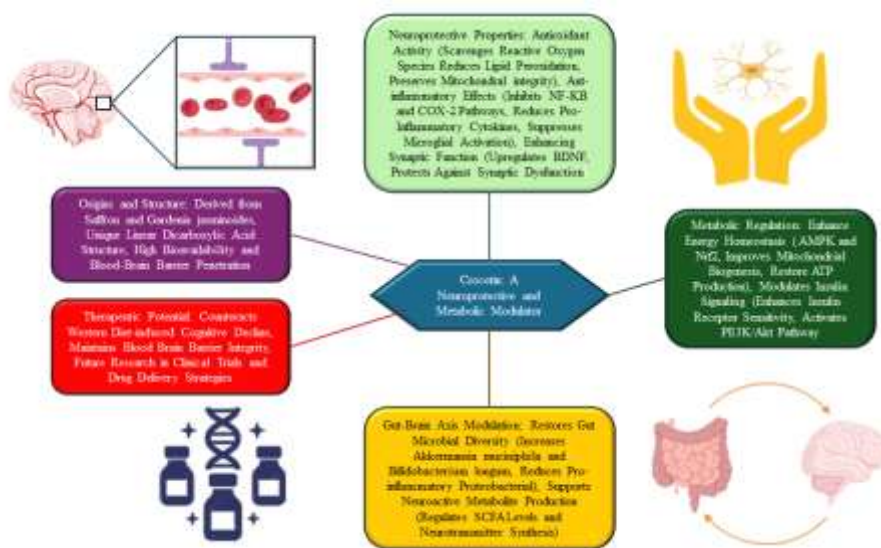 Neuroprotective Properties: Antioxidant
Activity (Scavenges Reactive Oxygen
Species Reduces Lipid Peroxidation,
Preserves Mitochondrial integrity), Ant-
inflammatory Effects (Inhibits NF-KB
and COX-2 Pathways, Reduces Pro-
Inflammatory Cytokines, Suppresses
Microglial Activation), Enhancing
Synaptic Function (Upregulates BDNF,
Protests Against Synaptic Dysfunction
Origins and Structure: Derived from
Saffron and Gardenia jasminoides,
Unique Linear Dicarboxylic Acid
Structure, High Bioavailability and
Blood-Brain Barrier Penetration
Crocetin: A
Neuroprotective and
Metabolic Modulator
Metabolic Regulation: Enhance
Energy Homeostasis ( AMPK and
Nrf2, Improves Mitochondrial
Biogenesis, Restore ATP
Production), Modulates Insulin
Signaling (Enhances Insulin
Receptor Sensitivity, Activates
PI3K/Akt Pathway
Therapeutic Potential: Counteracts
Western Diet-induced Cognitive Decline,
Maintains Blood Brain Barrier Integrity,
Future Research in Clinical Trials and
Drug Delivery Strategies
Gut-Brain Axis Modulation: Restores Gut
Microbial Diversity (Increases
Akkermansia muciniphila and
Bifidobacterium longum, Reduces Pro-
inflammatory Proteobacterial), Supports
Neuroactive Metabolite Production
(Regulates SCFA Levels and
Neurotransmitter Synthesis)